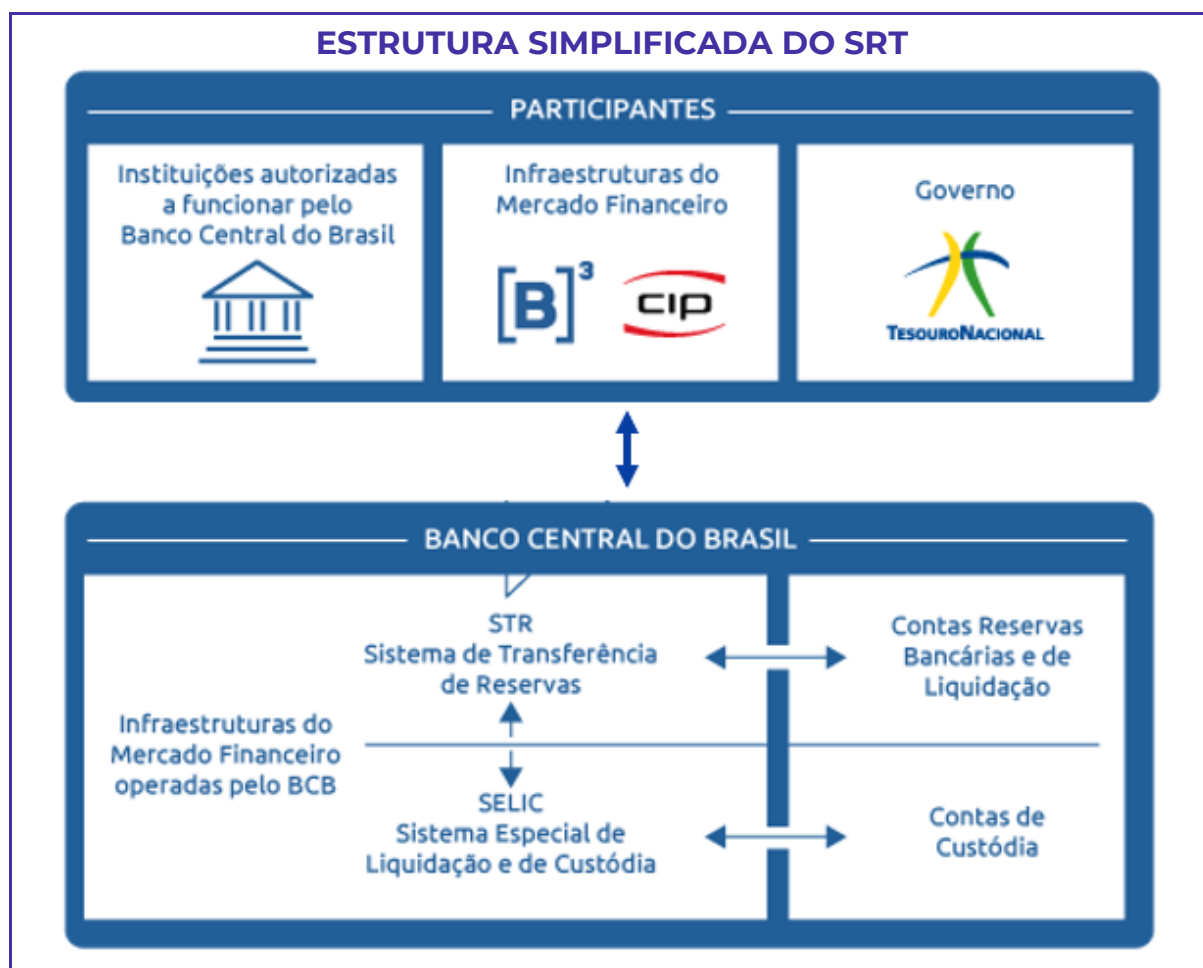 ESTRUTURA SIMPLIFICADA DO SRT
PARTICIPANTES
Instituições autorizadas
a funcionar pelo
Banco Central do Brasil
Infraestruturas do
Mercado Financeiro
[B]³
CIP
Governo
TESOURONACIONAL
BANCO CENTRAL DO BRASIL
Infraestruturas do
Mercado Financeiro
operadas pelo BCB
STR
Sistema de Transferência
de Reservas
Contas Reservas
Bancárias e de
Liquidação
SELIC
Sistema Especial de
Liquidação e de Custódia
Contas de
Custódia